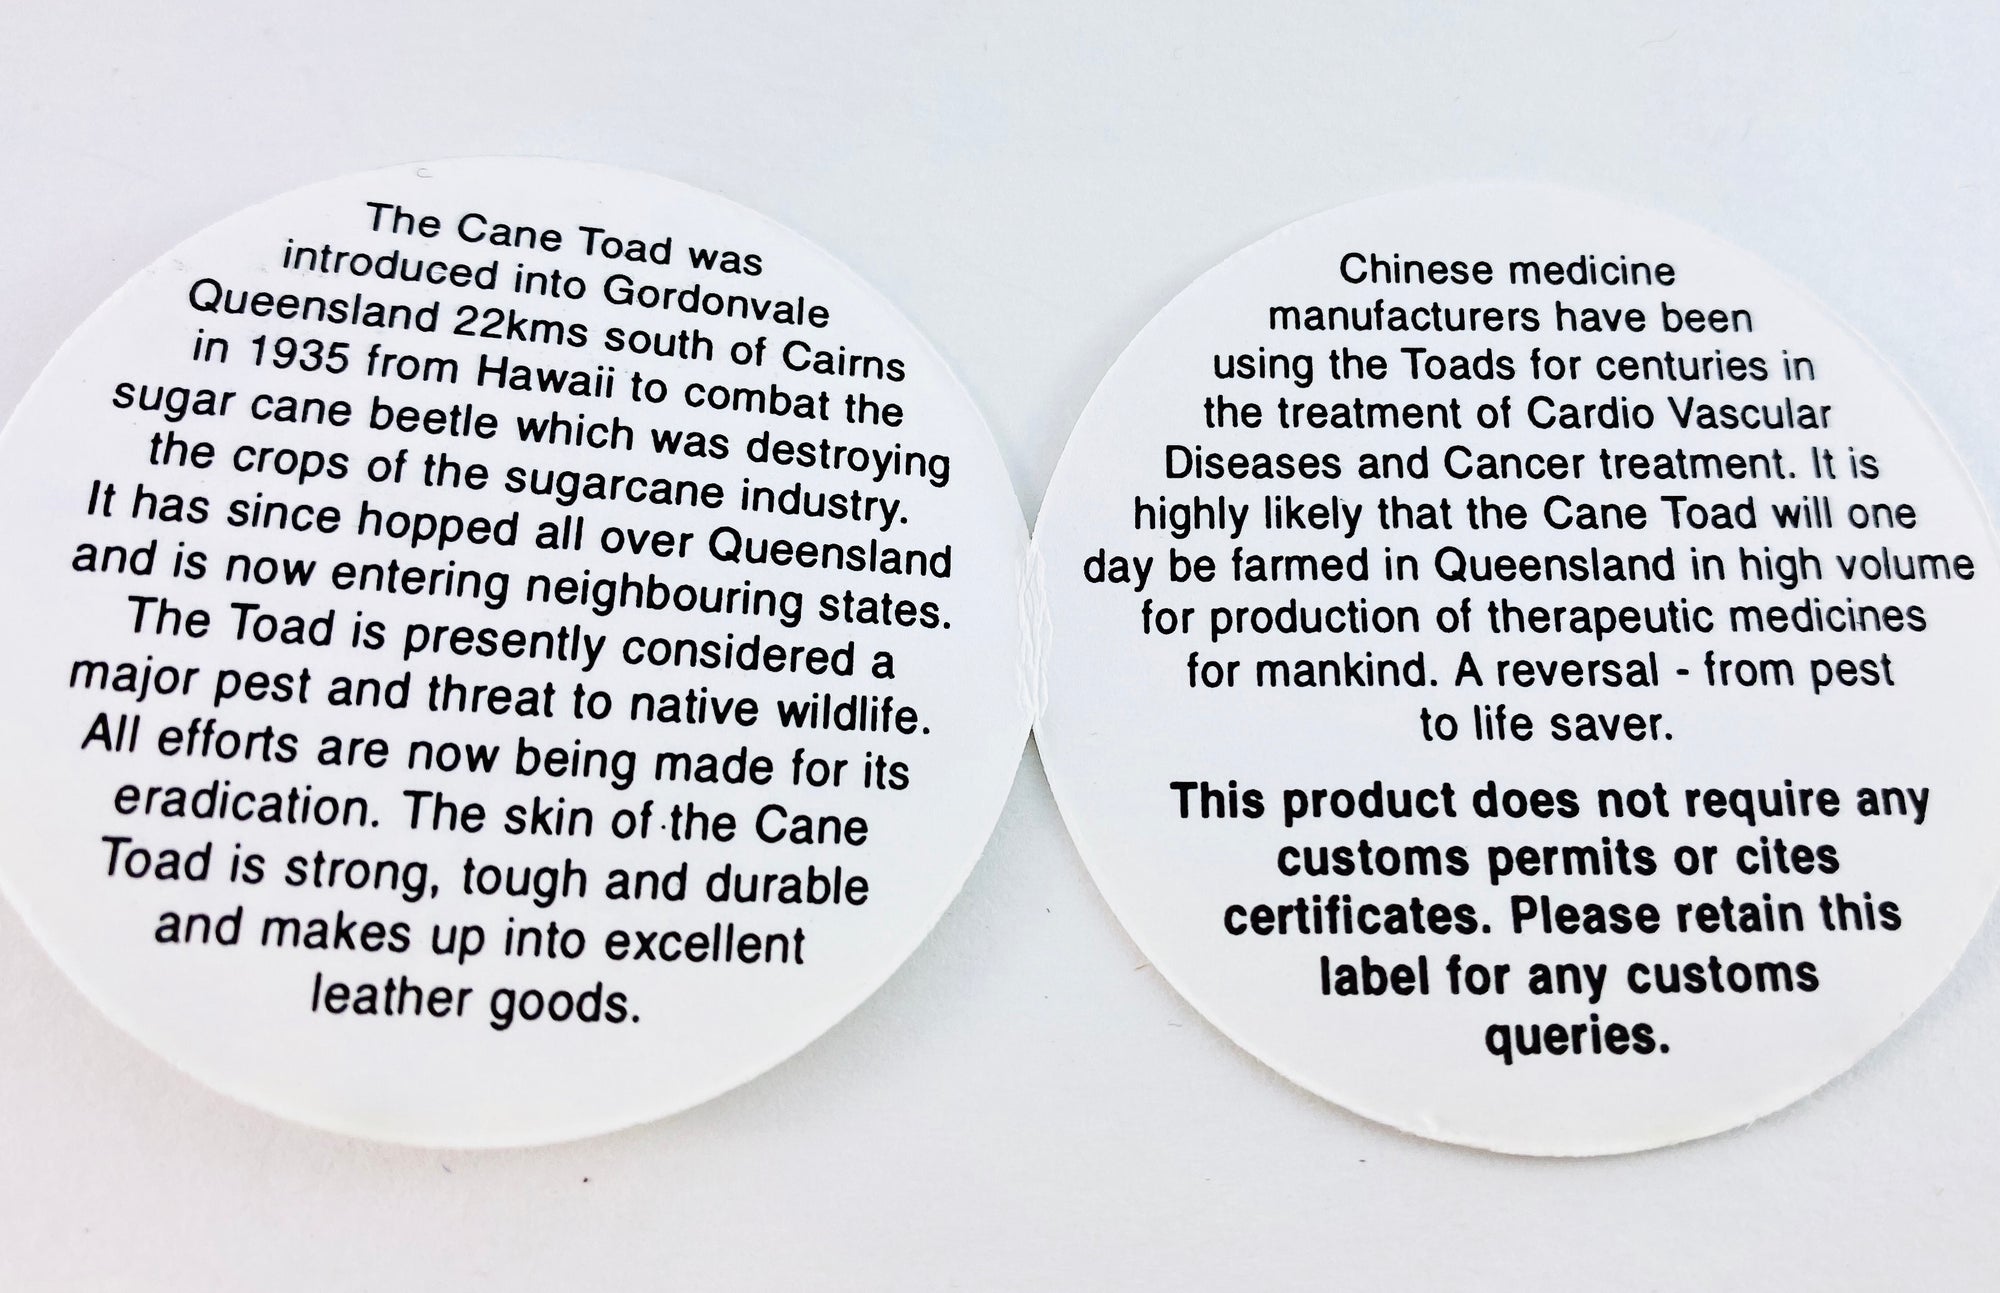 The Cane Toad was
introduced into Gordonvale
Queensland 22kms south of Cairns
in 1935 from Hawaii to combat the
sugar cane beetle which was destroying
the crops of the sugarcane industry.
It has since hopped all over Queensland
and is now entering neighbouring states.
The Toad is presently considered a
major pest and threat to native wildlife.
All efforts are now being made for its
eradication. The skin of the Cane
Toad is strong, tough and durable
and makes up into excellent
leather goods.
Chinese medicine
manufacturers have been
using the Toads for centuries in
the treatment of Cardio Vascular
Diseases and Cancer treatment. It is
highly likely that the Cane Toad will one
day be farmed in Queensland in high volume
for production of therapeutic medicines
for mankind. A reversal - from pest
to life saver.
This product does not require any
customs permits or cites
certificates. Please retain this
label for any customs
queries.